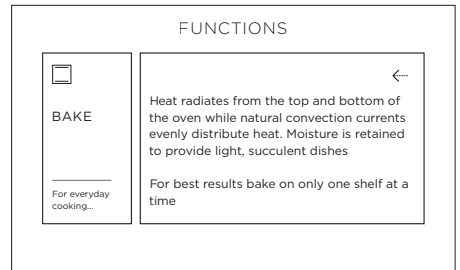 FUNCTIONS
BAKE
For everyday
cooking...
Heat radiates from the top and bottom of
the oven while natural convection currents
evenly distribute heat. Moisture is retained
to provide light, succulent dishes
For best results bake on only one shelf at a
time